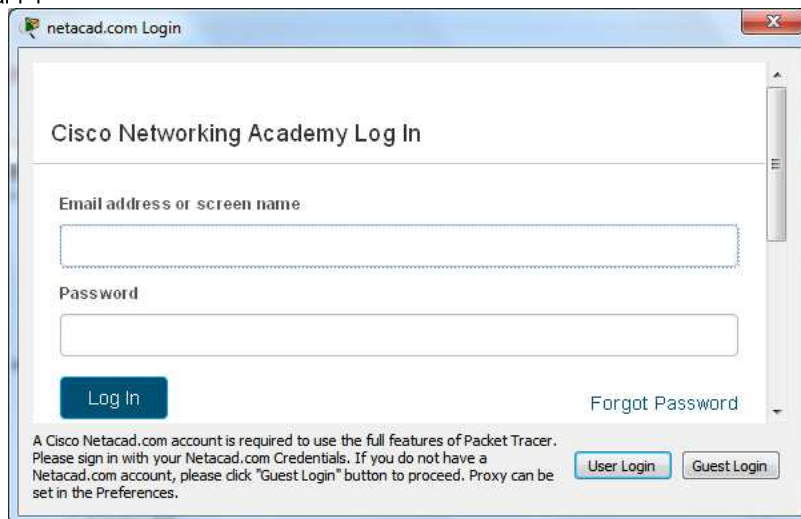 netacad.com Login
Cisco Networking Academy Log In
Email address or screen name
Password
Log In
Forgot Password
A Cisco Netacad.com account is required to use the full features of Packet Tracer.
Please sign in with your Netacad.com Credentials. If you do not have a
Netacad.com account, please click "Guest Login" button to proceed. Proxy can be
set in the Preferences.
User Login
Guest Login